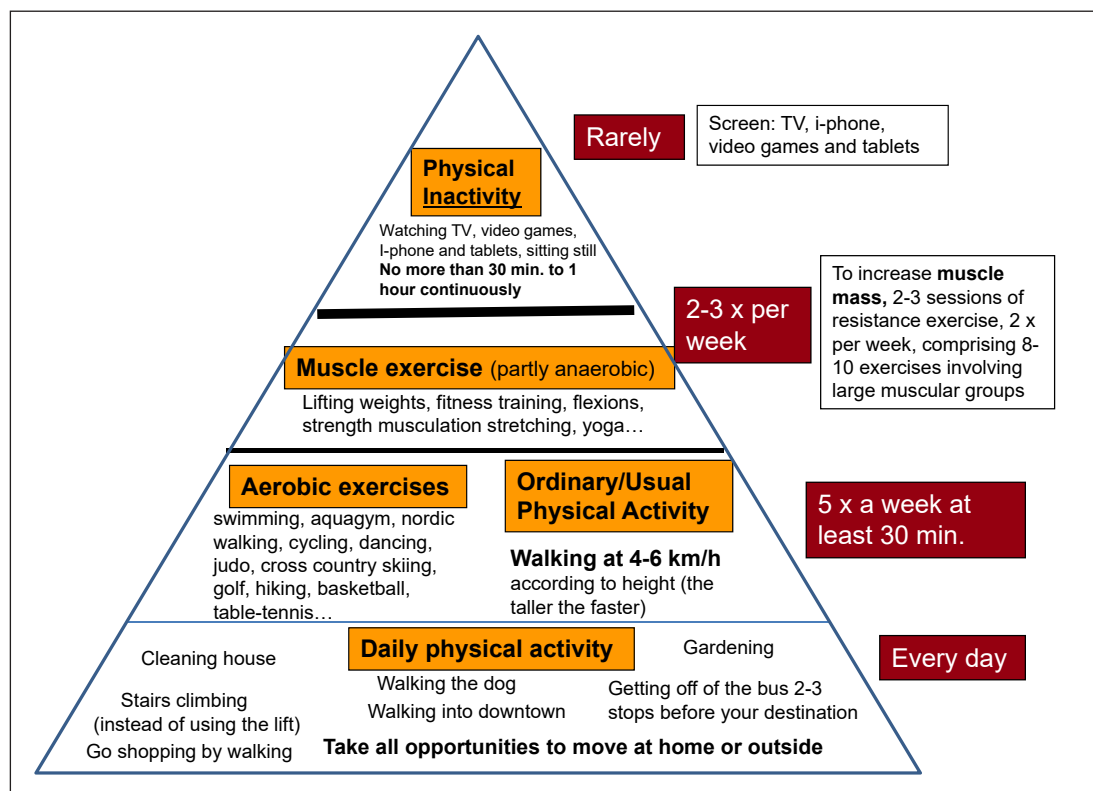 Rarely
Screen: TV, i-phone,
video games and tablets
Physical
Inactivity
Watching TV, video games,
I-phone and tablets, sitting still
No more than 30 min. to 1
hour continuously
2-3 x per
week
To increase muscle
mass, 2-3 sessions of
resistance exercise, 2 x
per week, comprising 8-
10 exercises involving
large muscular groups
Muscle exercise (partly anaerobic)
Lifting weights, fitness training, flexions,
strength musculation stretching, yoga…
Aerobic exercises
swimming, aquagym, nordic
walking, cycling, dancing,
judo, cross country skiing,
golf, hiking, basketball,
table-tennis…
Ordinary/Usual
Physical Activity
Walking at 4-6 km/h
according to height (the
taller the faster)
5 x a week at
least 30 min.
Daily physical activity
Every day
Cleaning house
Stairs climbing
(instead of using the lift)
Go shopping by walking
Walking the dog
Walking into downtown
Gardening
Getting off of the bus 2-3
stops before your destination
Take all opportunities to move at home or outside